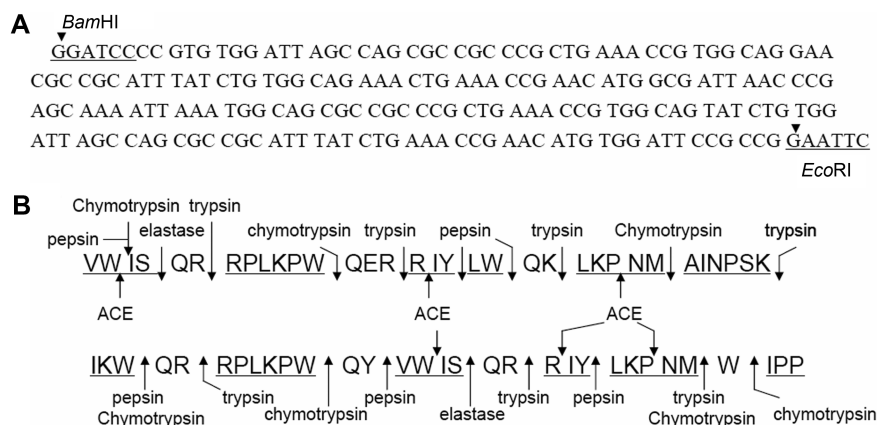 A
BamHI
GGATCCCC GTG TGG ATT AGC CAG CGC CGC CCG CTG AAA CCG TGG CAG GAA
CGC CGC ATT TAT CTG TGG CAG AAA CTG AAA CCG AAC ATG GCG ATT AAC CCG
AGC AAA ATT AAA TGG CAG CGC CGC CCG CTG AAA CCG TGG CAG TAT CTG TGG
ATT AGC CAG CGC CGC ATT TAT CTG AAA CCG AAC ATG TGG ATT CCG CCG GAATTC
EcoRI
B
Chymotrypsin trypsin
pepsin elastase chymotrypsin trypsin pepsin trypsin Chymotrypsin trypsin
VW IS QR RPLKPW QER R IY LW QK LKP NM AINPSK
ACE ACE ACE
IKW QR RPLKPW QY VW IS QR R IY LKP NM W IPP
pepsin trypsin pepsin trypsin pepsin trypsin
Chymotrypsin chymotrypsin elastase Chymotrypsin chymotrypsin